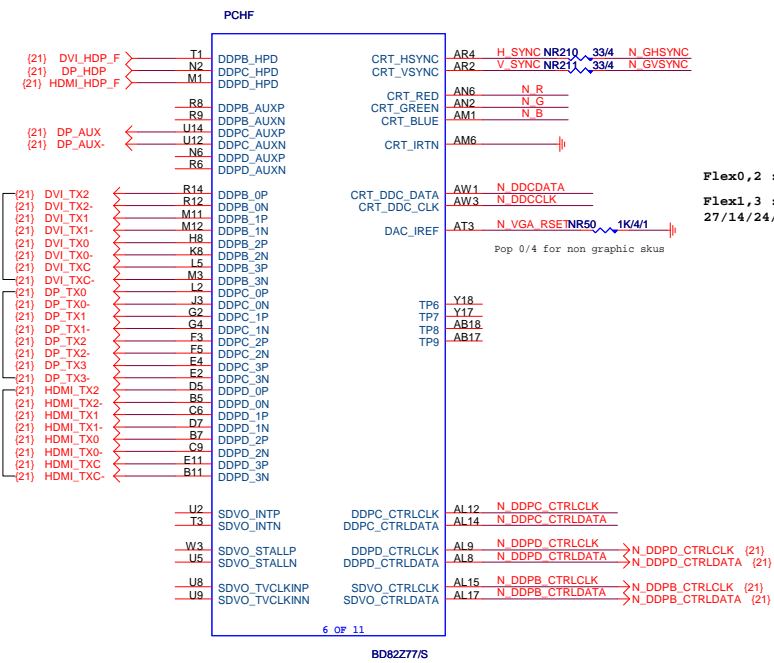 PCHF
{21} DVI_HDP_F T1 DDPB_HPD CRT_HSYNC AR4 H_SYNC NR210 33/4 N_GHSYNC
{21} DP_HDP N2 DDPC_HPD CRT_VSYNC AR2 V_SYNC NR211 33/4 N_GVSYNC
{21} HDMI_HDP_F M1 DDPD_HPD
CRT_RED AN6 N_R
R8 DDPB_AUXP CRT_GREEN AN2 N_G
R9 DDPB_AUXN CRT_BLUE AM1 N_B
{21} DP_AUX U14 DDPC_AUXP
{21} DP_AUX- U12 DDPC_AUXN CRT_IRTN AM6
N6 DDPD_AUXP
R6 DDPD_AUXN
Flex0,2 s
{21} DVI_TX2 R14 DDPB_0P CRT_DDC_DATA AW1 N_DDCDATA
{21} DVI_TX2- R12 DDPB_0N CRT_DDC_CLK AW3 N_DDCCLK
Flex1,3 s
{21} DVI_TX1 M11 DDPB_1P
27/14/24/
{21} DVI_TX1- M12 DDPB_1N DAC_IREF AT3 N_VGA_RSET NR50 1K/4/1
{21} DVI_TX0 H8 DDPB_2P
Pop 0/4 for non graphic skus
{21} DVI_TX0- K8 DDPB_2N
{21} DVI_TXC L5 DDPB_3P
{21} DVI_TXC- M3 DDPB_3N
{21} DP_TX0 L2 DDPC_0P
{21} DP_TX0- J3 DDPC_0N TP6 Y18
{21} DP_TX1 G2 DDPC_1P TP7 Y17
{21} DP_TX1- G4 DDPC_1N TP8 AB18
{21} DP_TX2 F3 DDPC_2P TP9 AB17
{21} DP_TX2- F5 DDPC_2N
{21} DP_TX3 E4 DDPC_3P
{21} DP_TX3- E2 DDPC_3N
{21} HDMI_TX2 D5 DDPD_0P
{21} HDMI_TX2- B5 DDPD_0N
{21} HDMI_TX1 C6 DDPD_1P
{21} HDMI_TX1- D7 DDPD_1N
{21} HDMI_TX0 B7 DDPD_2P
{21} HDMI_TX0- C9 DDPD_2N
{21} HDMI_TXC E11 DDPD_3P
{21} HDMI_TXC- B11 DDPD_3N
U2 SDVO_INTP DDPC_CTRLCLK AL12 N_DDPC_CTRLCLK
T3 SDVO_INTN DDPC_CTRLDATA AL14 N_DDPC_CTRLDATA
W3 SDVO_STALLP DDPD_CTRLCLK AL9 N_DDPD_CTRLCLK N_DDPD_CTRLCLK {21}
U5 SDVO_STALLN DDPD_CTRLDATA AL8 N_DDPD_CTRLDATA N_DDPD_CTRLDATA {21}
U8 SDVO_TVCLKINP SDVO_CTRLCLK AL15 N_DDPB_CTRLCLK N_DDPB_CTRLCLK {21}
U9 SDVO_TVCLKINN SDVO_CTRLDATA AL17 N_DDPB_CTRLDATA N_DDPB_CTRLDATA {21}
6 OF 11
BD82Z77/S